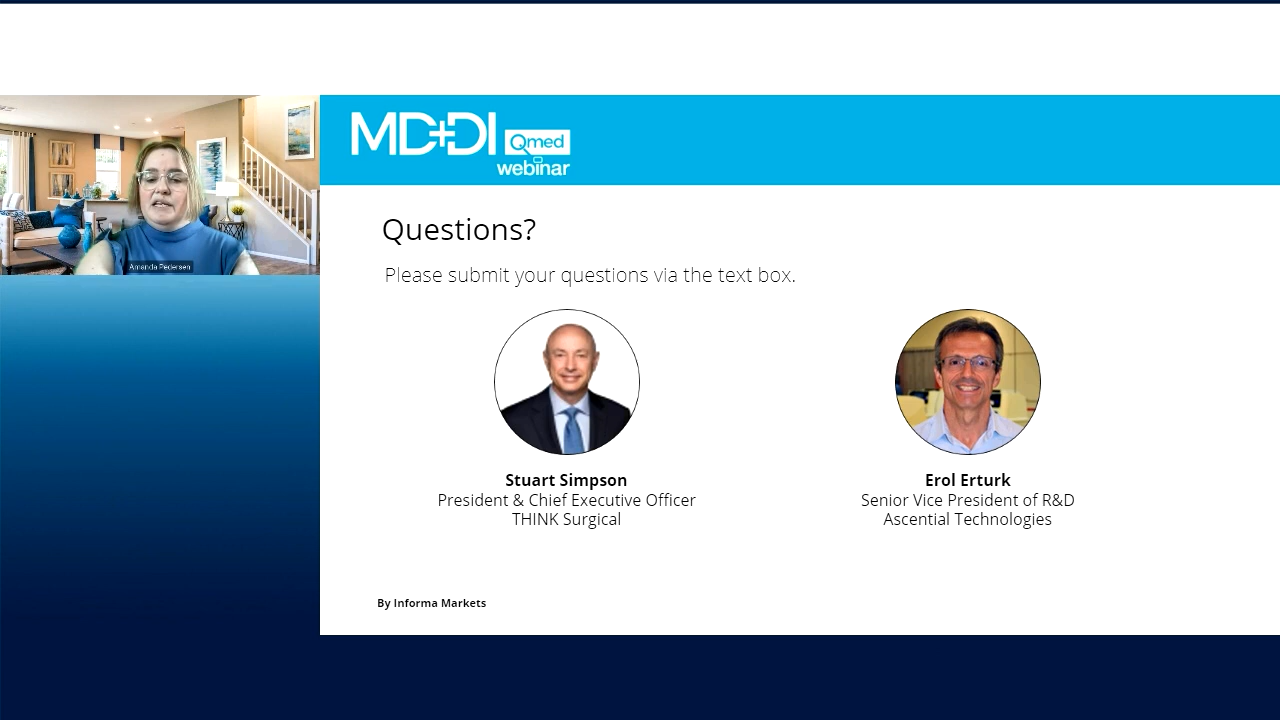 MD+DI
Qmed
webinar
Amanda Pedersen
Questions?
Please submit your questions via the text box.
Stuart Simpson
President & Chief Executive Officer
THINK Surgical
Erol Erturk
Senior Vice President of R&D
Ascential Technologies
By Informa Markets